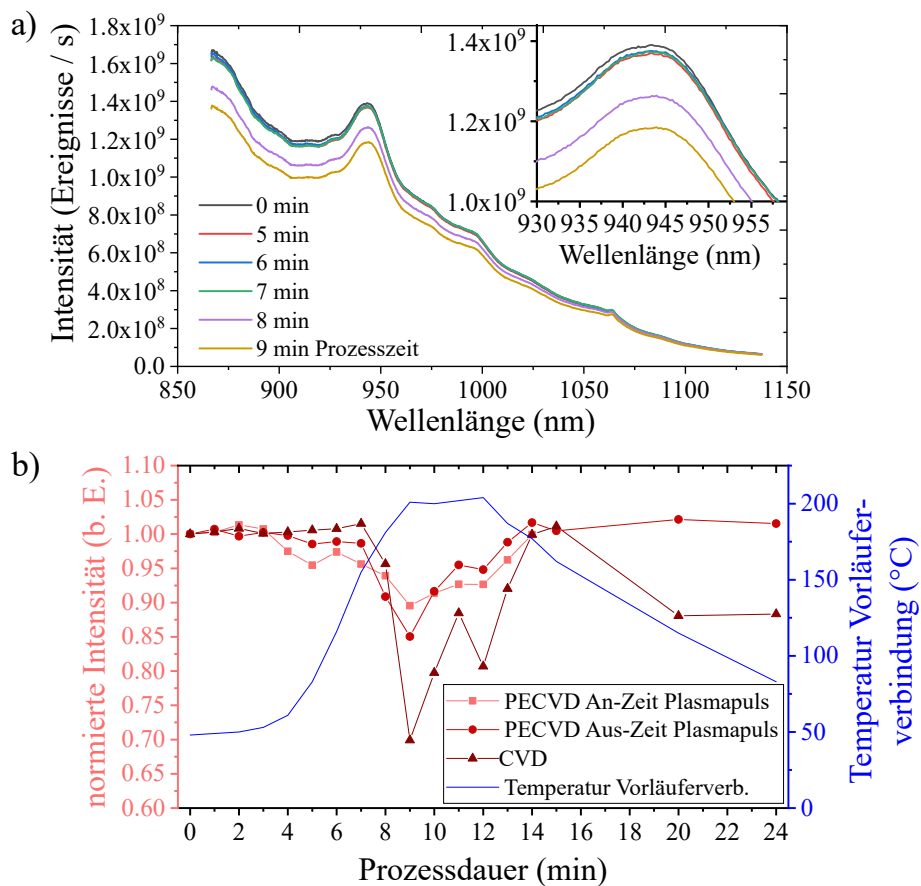 a)
Intensität (Ereignisse / s)
1.8x10⁹
1.6x10⁹
1.4x10⁹
1.2x10⁹
1.0x10⁹
8.0x10⁸
6.0x10⁸
4.0x10⁸
2.0x10⁸
0.0
0 min
5 min
6 min
7 min
8 min
9 min Prozesszeit
850 900 950 1000 1050 1100 1150
Wellenlänge (nm)
1.4x10⁹
1.2x10⁹
1.0x10⁹
930 935 940 945 950 955
Wellenlänge (nm)
b)
normierte Intensität (b. E.)
1.10
1.05
1.00
0.95
0.90
0.85
0.80
0.75
0.70
0.65
0.60
PECVD An-Zeit Plasmapuls
PECVD Aus-Zeit Plasmapuls
CVD
Temperatur Vorläuferverb.
200
150
100
50
0
Temperatur Vorläufer-
verbindung (°C)
0 2 4 6 8 10 12 14 16 18 20 22 24
Prozessdauer (min)